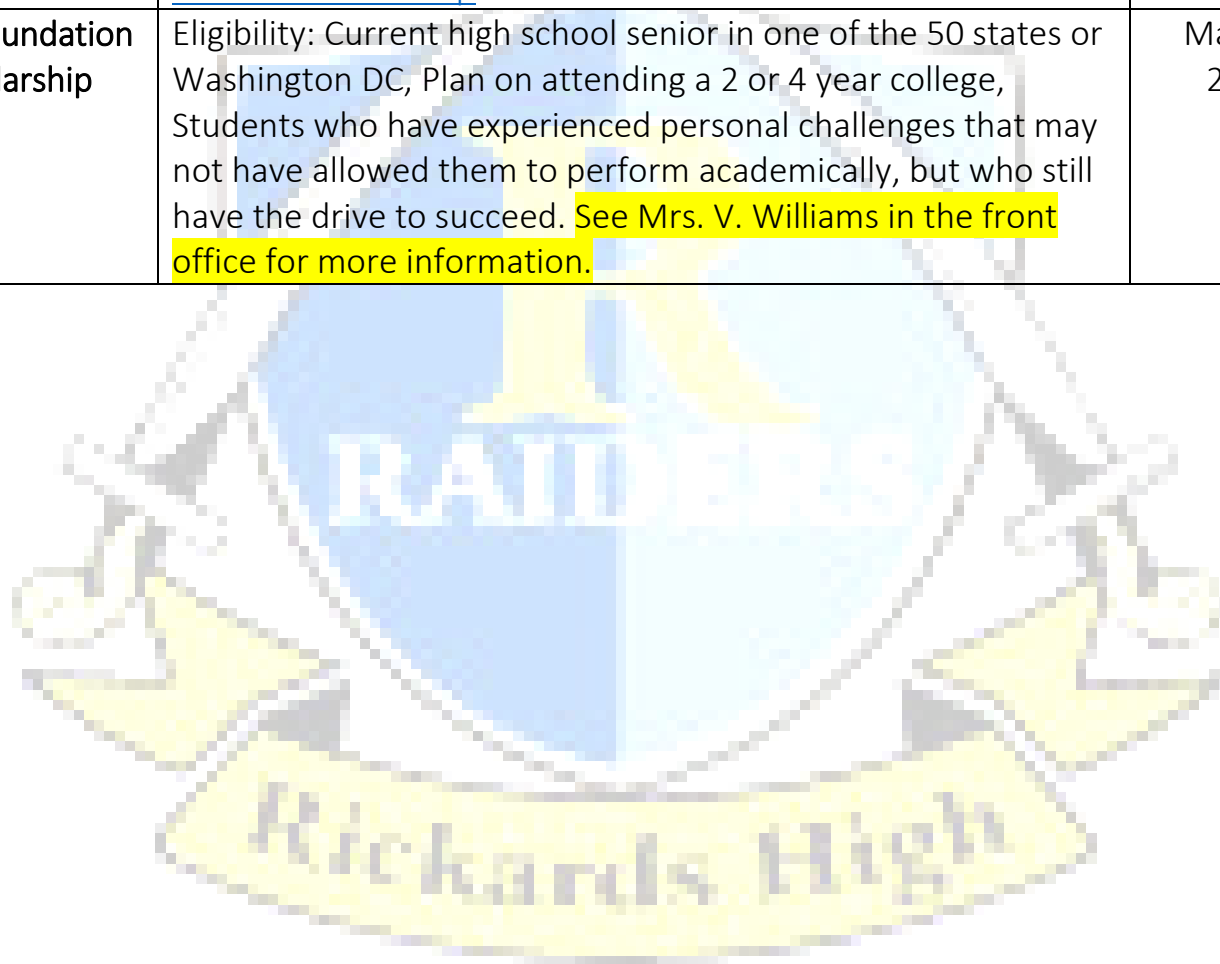 undation
larship
Eligibility: Current high school senior in one of the 50 states or
Washington DC, Plan on attending a 2 or 4 year college,
Students who have experienced personal challenges that may
not have allowed them to perform academically, but who still
have the drive to succeed. See Mrs. V. Williams in the front
office for more information.
Ma
2
R
RAIDERS
Rickards High